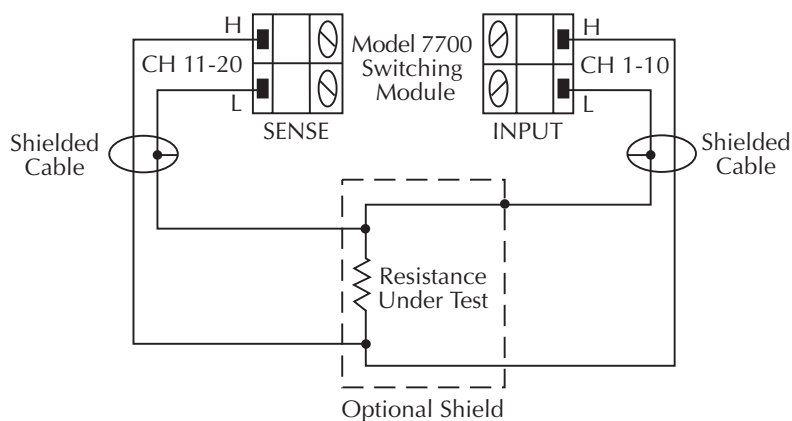 H
CH 11-20
L
SENSE
Model 7700
Switching
Module
H
CH 1-10
L
INPUT
Shielded
Cable
Shielded
Cable
Resistance
Under Test
Optional Shield